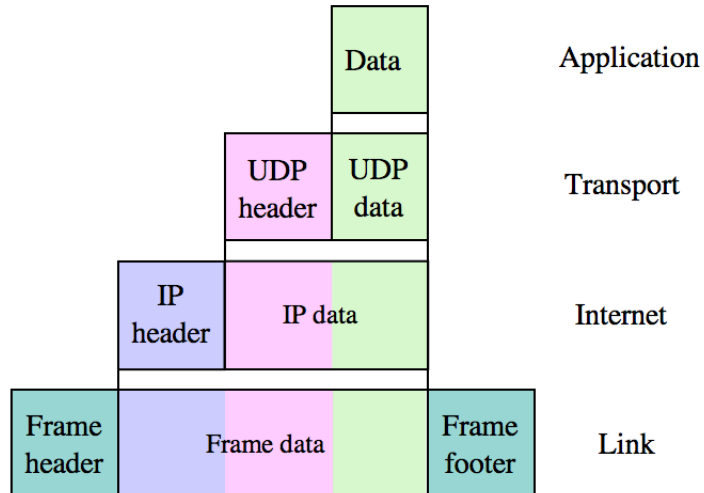 Data
Application
UDP
header
UDP
data
Transport
IP
header
IP data
Internet
Frame
header
Frame data
Frame
footer
Link